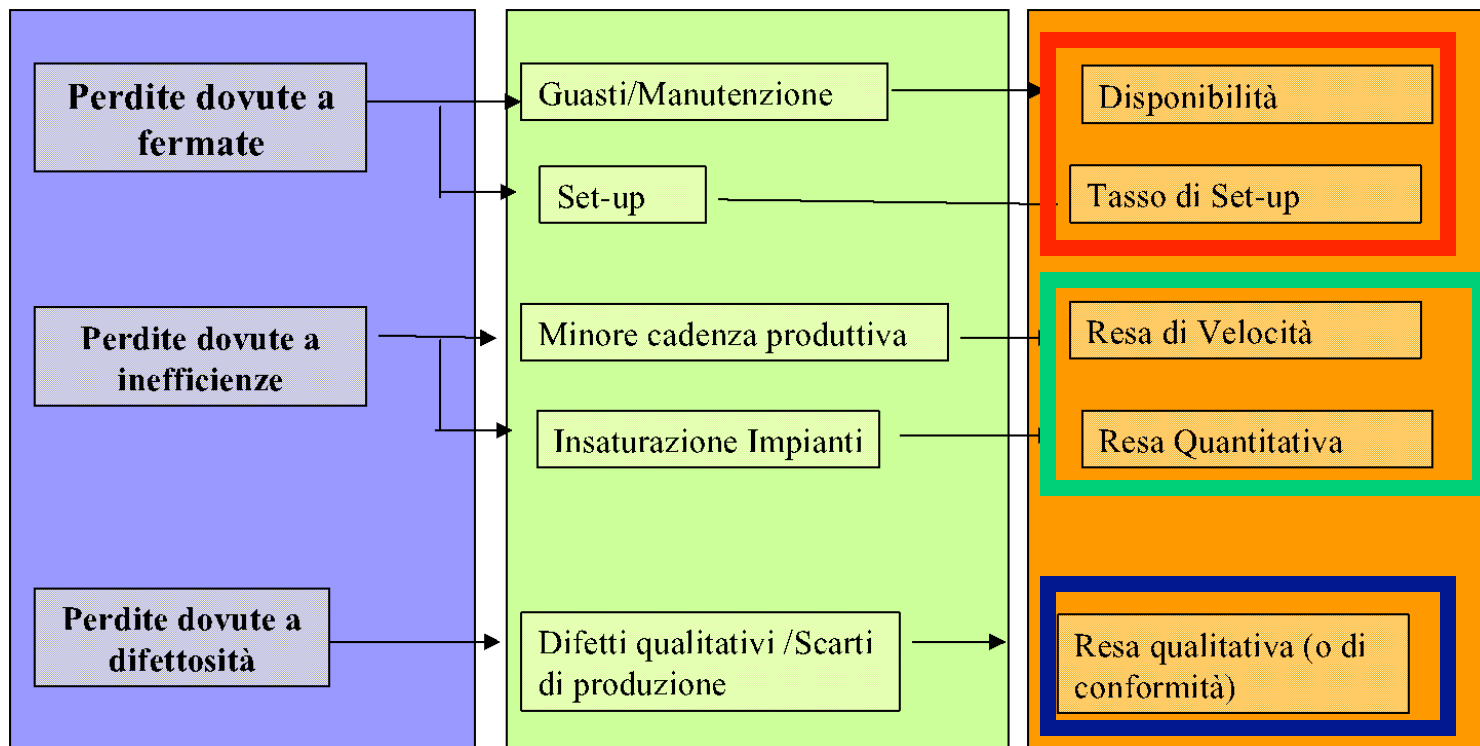 Perdite dovute a
fermate
Guasti/Manutenzione
Disponibilità
Set-up
Tasso di Set-up
Perdite dovute a
inefficienze
Minore cadenza produttiva
Resa di Velocità
Insaturazione Impianti
Resa Quantitativa
Perdite dovute a
difettosità
Difetti qualitativi /Scarti
di produzione
Resa qualitativa (o di
conformità)